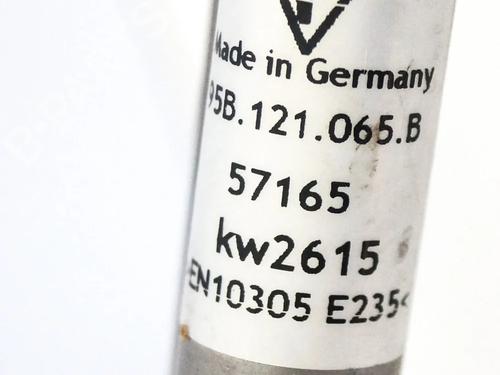 Made in Germany
95B.121.065.B
57165
kw2615
>EN10305 E235<